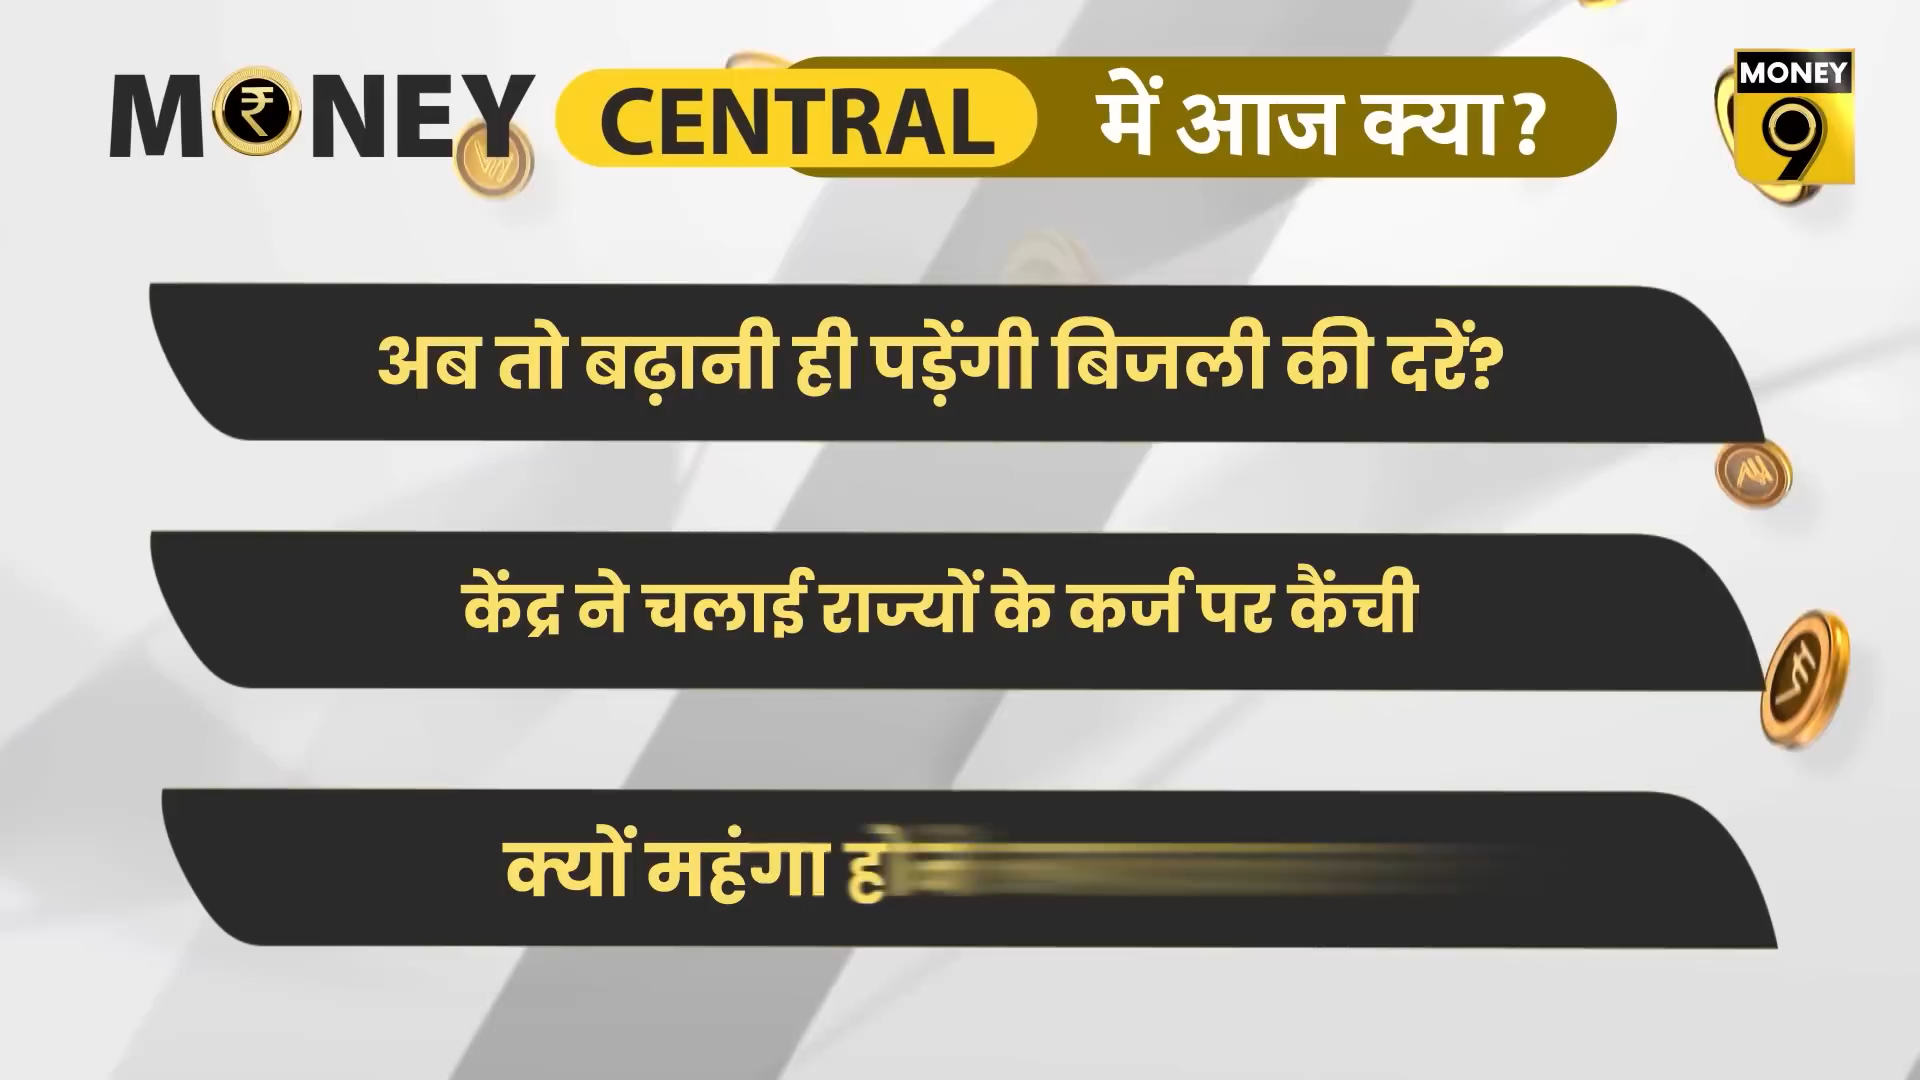 MONEY CENTRAL में आज क्या?
MONEY
9
अब तो बढ़ानी ही पड़ेंगी बिजली की दरें?
केंद्र ने चलाई राज्यों के कर्ज पर कैंची
क्यों महंगा